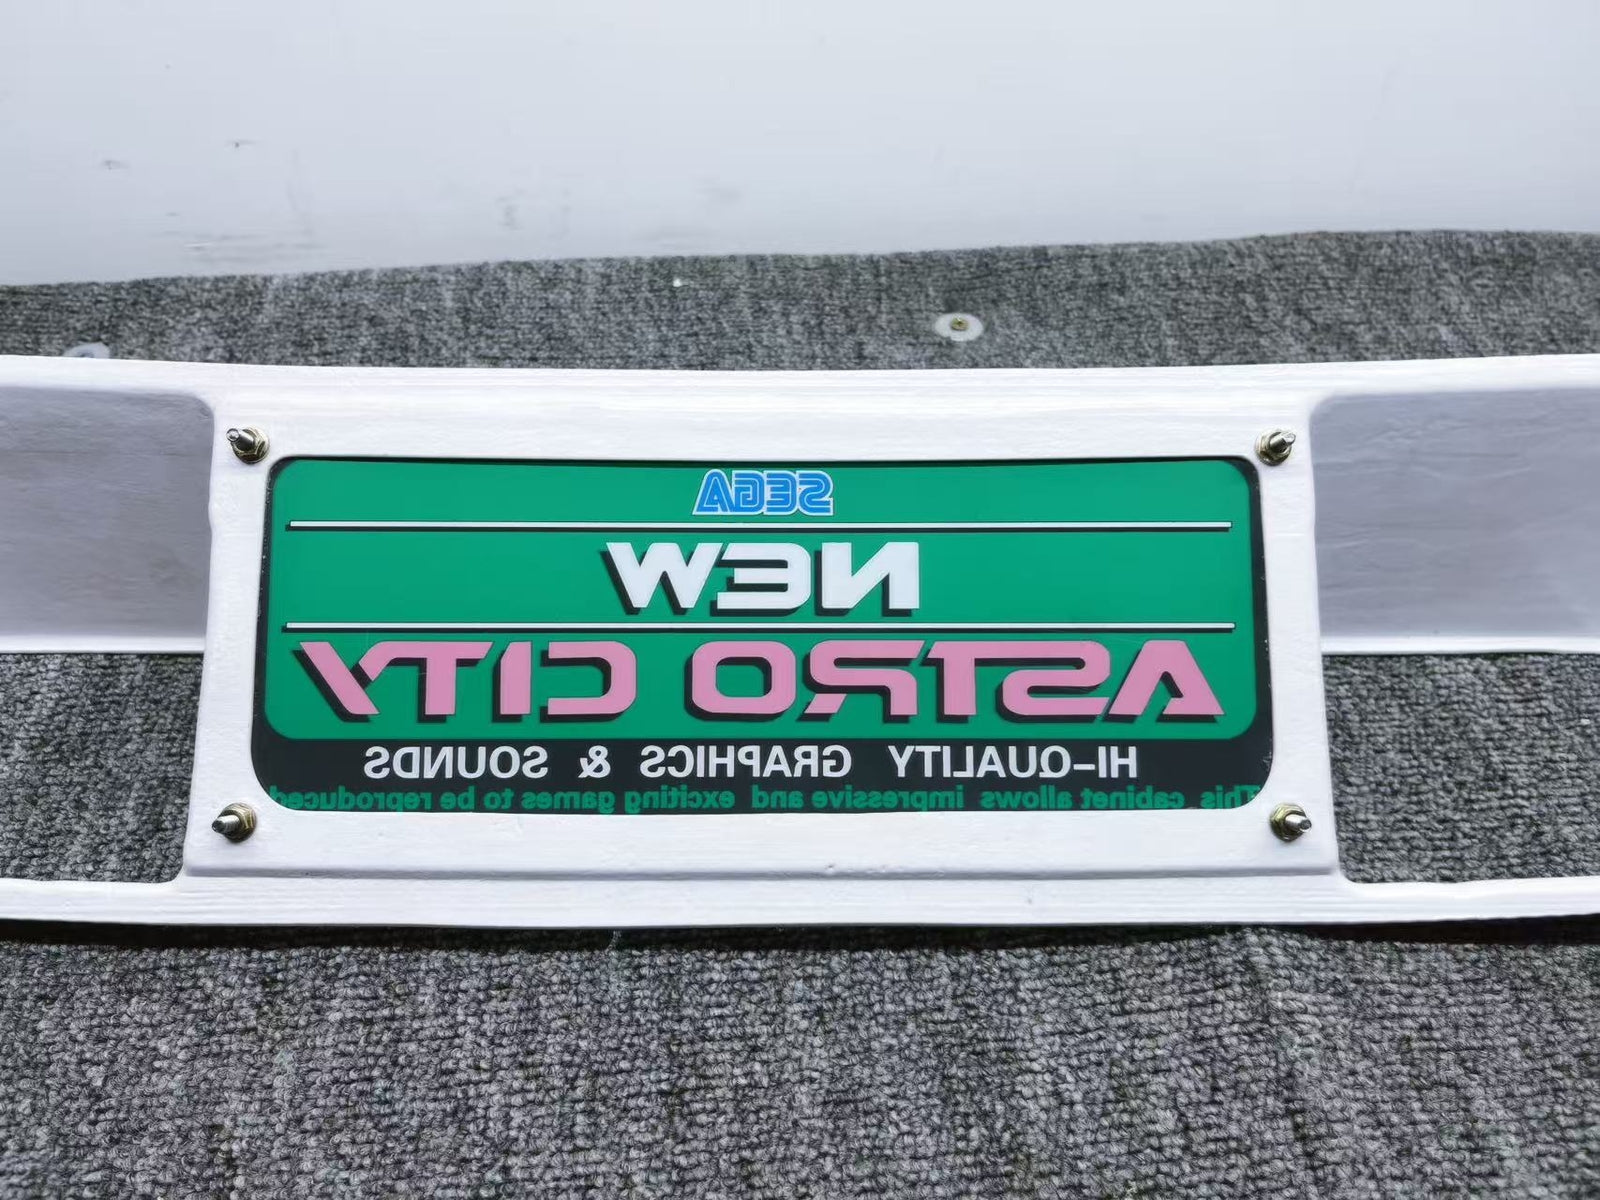 SEGA
NEW
ASTRO CITY
HI-QUALITY GRAPHICS & SOUNDS
This cabinet allows impressive and exciting games to be reproduced